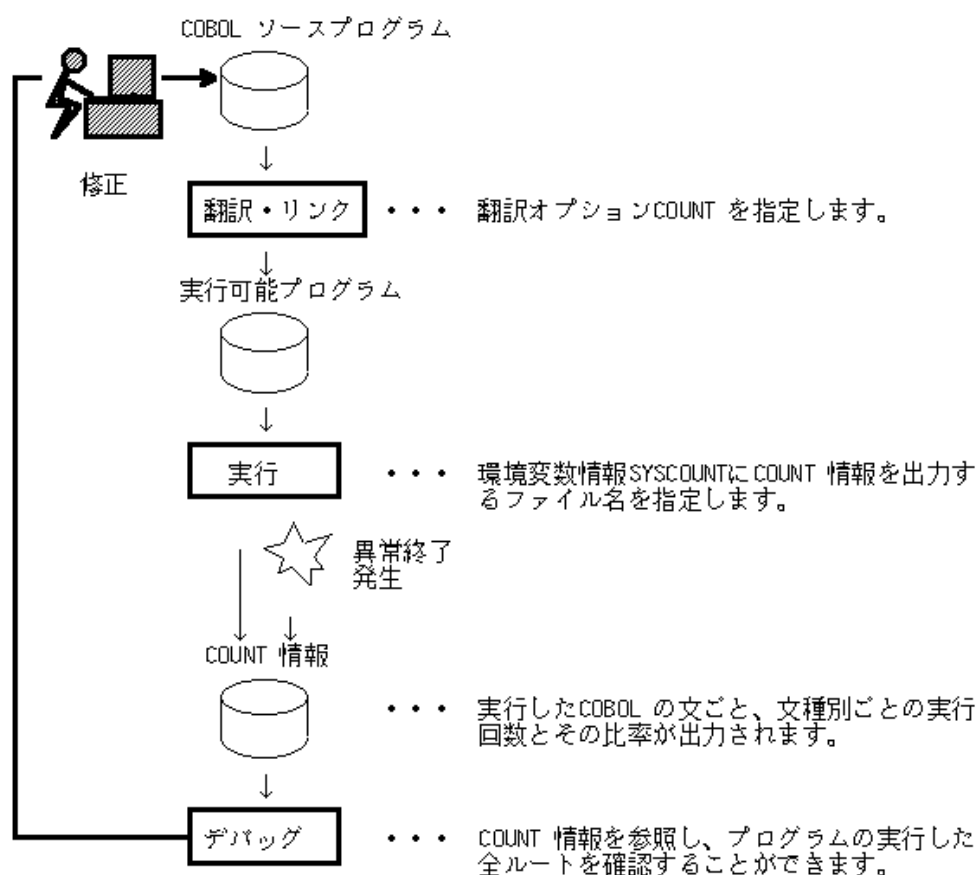 COBOL ソースプログラム
修正
翻訳・リンク ・・・ 翻訳オプションCOUNT を指定します。
実行可能プログラム
実行 ・・・ 環境変数情報SYSCOUNTにCOUNT 情報を出力す
るファイル名を指定します。
異常終了
発生
COUNT 情報
・・・ 実行したCOBOL の文ごと、文種別ごとの実行
回数とその比率が出力されます。
デバッグ ・・・ COUNT 情報を参照し、プログラムの実行した
全ルートを確認することができます。